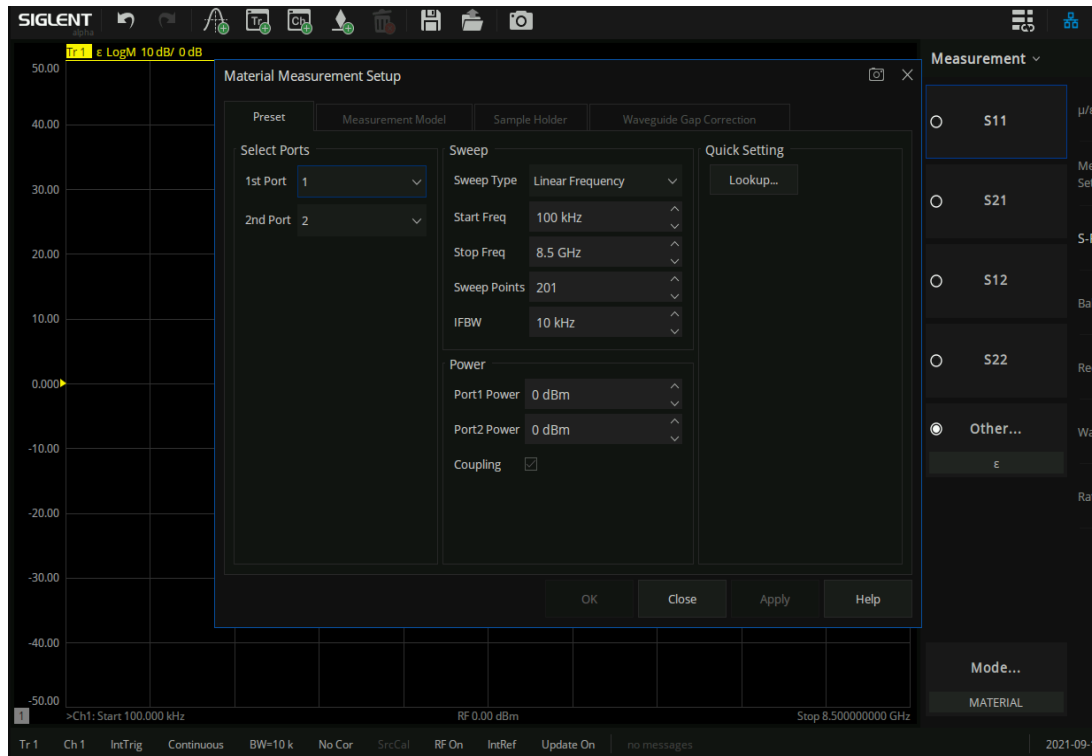 SIGLENT
alpha
Tr
Ch
Tr 1 ε LogM 10 dB/ 0 dB
50.00
40.00
30.00
20.00
10.00
0.000
-10.00
-20.00
-30.00
-40.00
-50.00
Material Measurement Setup
Preset Measurement Model Sample Holder Waveguide Gap Correction
Select Ports
1st Port 1
2nd Port 2
Sweep
Sweep Type Linear Frequency
Start Freq 100 kHz
Stop Freq 8.5 GHz
Sweep Points 201
IFBW 10 kHz
Power
Port1 Power 0 dBm
Port2 Power 0 dBm
Coupling
Quick Setting
Lookup...
OK Close Apply Help
Measurement
S11
S21
S12
S22
Other...
ε
Mode...
MATERIAL
1 >Ch1: Start 100.000 kHz RF 0.00 dBm Stop 8.500000000 GHz
Tr 1 Ch 1 IntTrig Continuous BW=10 k No Cor SrcCal RF On IntRef Update On no messages 2021-09